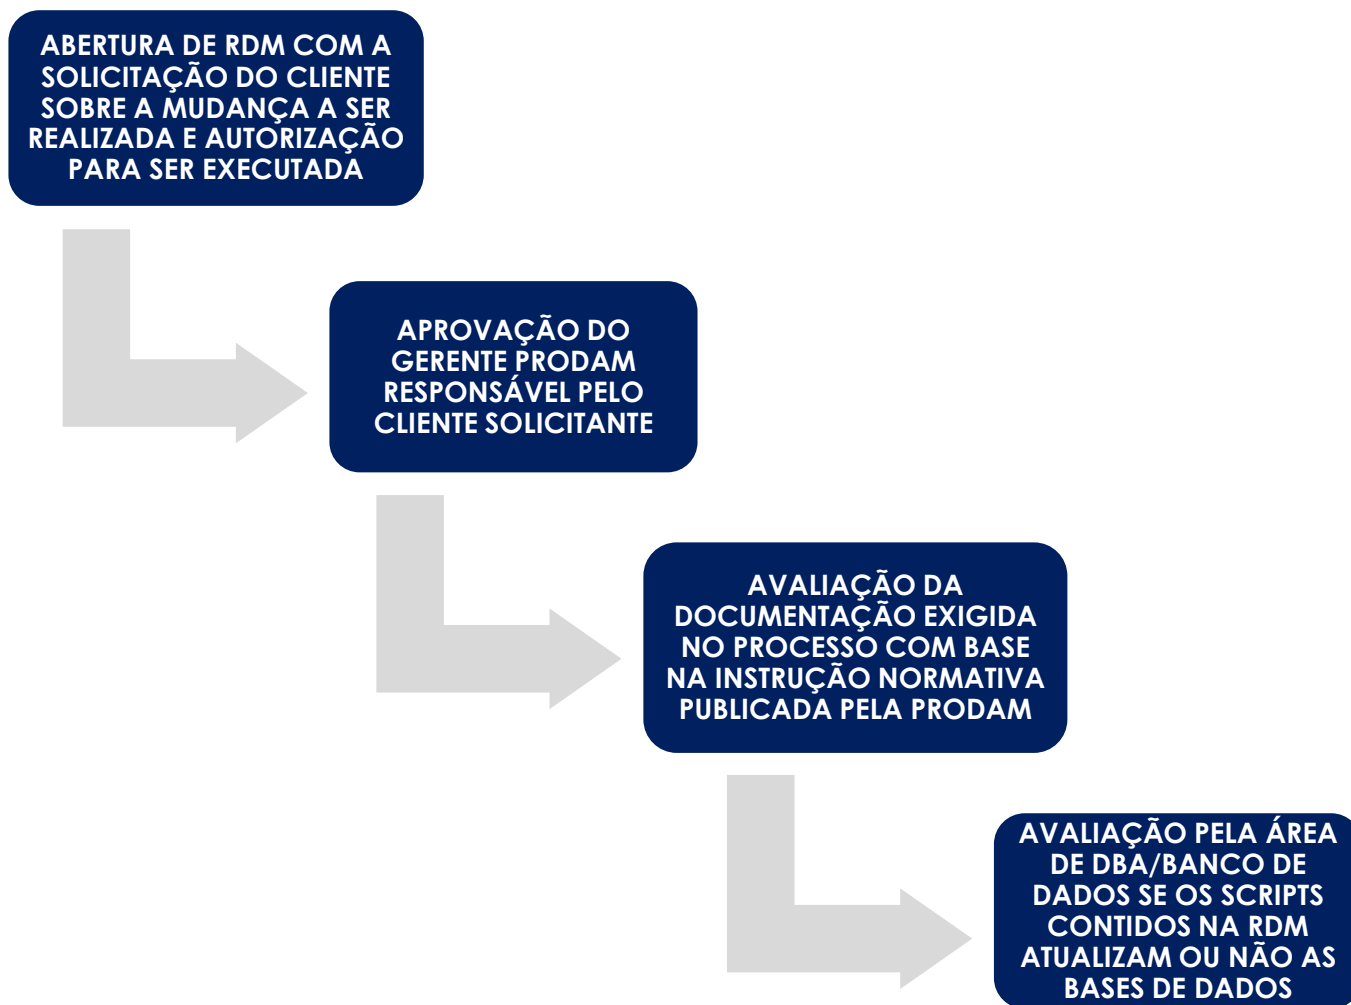 ABERTURA DE RDM COM A
SOLICITAÇÃO DO CLIENTE
SOBRE A MUDANÇA A SER
REALIZADA E AUTORIZAÇÃO
PARA SER EXECUTADA
APROVAÇÃO DO
GERENTE PRODAM
RESPONSÁVEL PELO
CLIENTE SOLICITANTE
AVALIAÇÃO DA
DOCUMENTAÇÃO EXIGIDA
NO PROCESSO COM BASE
NA INSTRUÇÃO NORMATIVA
PUBLICADA PELA PRODAM
AVALIAÇÃO PELA ÁREA
DE DBA/BANCO DE
DADOS SE OS SCRIPTS
CONTIDOS NA RDM
ATUALIZAM OU NÃO AS
BASES DE DADOS